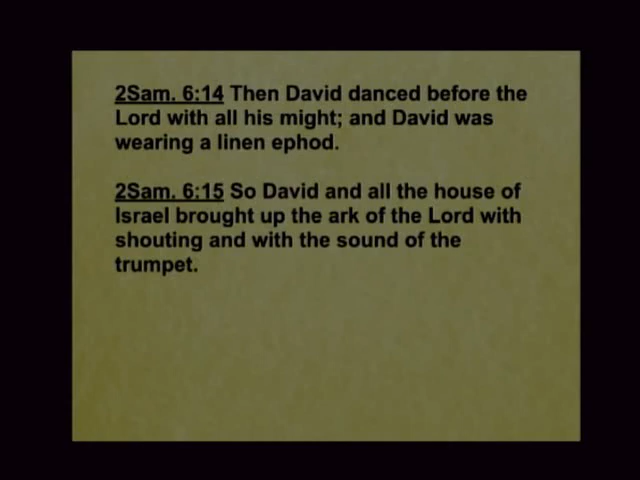 2Sam. 6:14 Then David danced before the
Lord with all his might; and David was
wearing a linen ephod.
2Sam. 6:15 So David and all the house of
Israel brought up the ark of the Lord with
shouting and with the sound of the
trumpet.